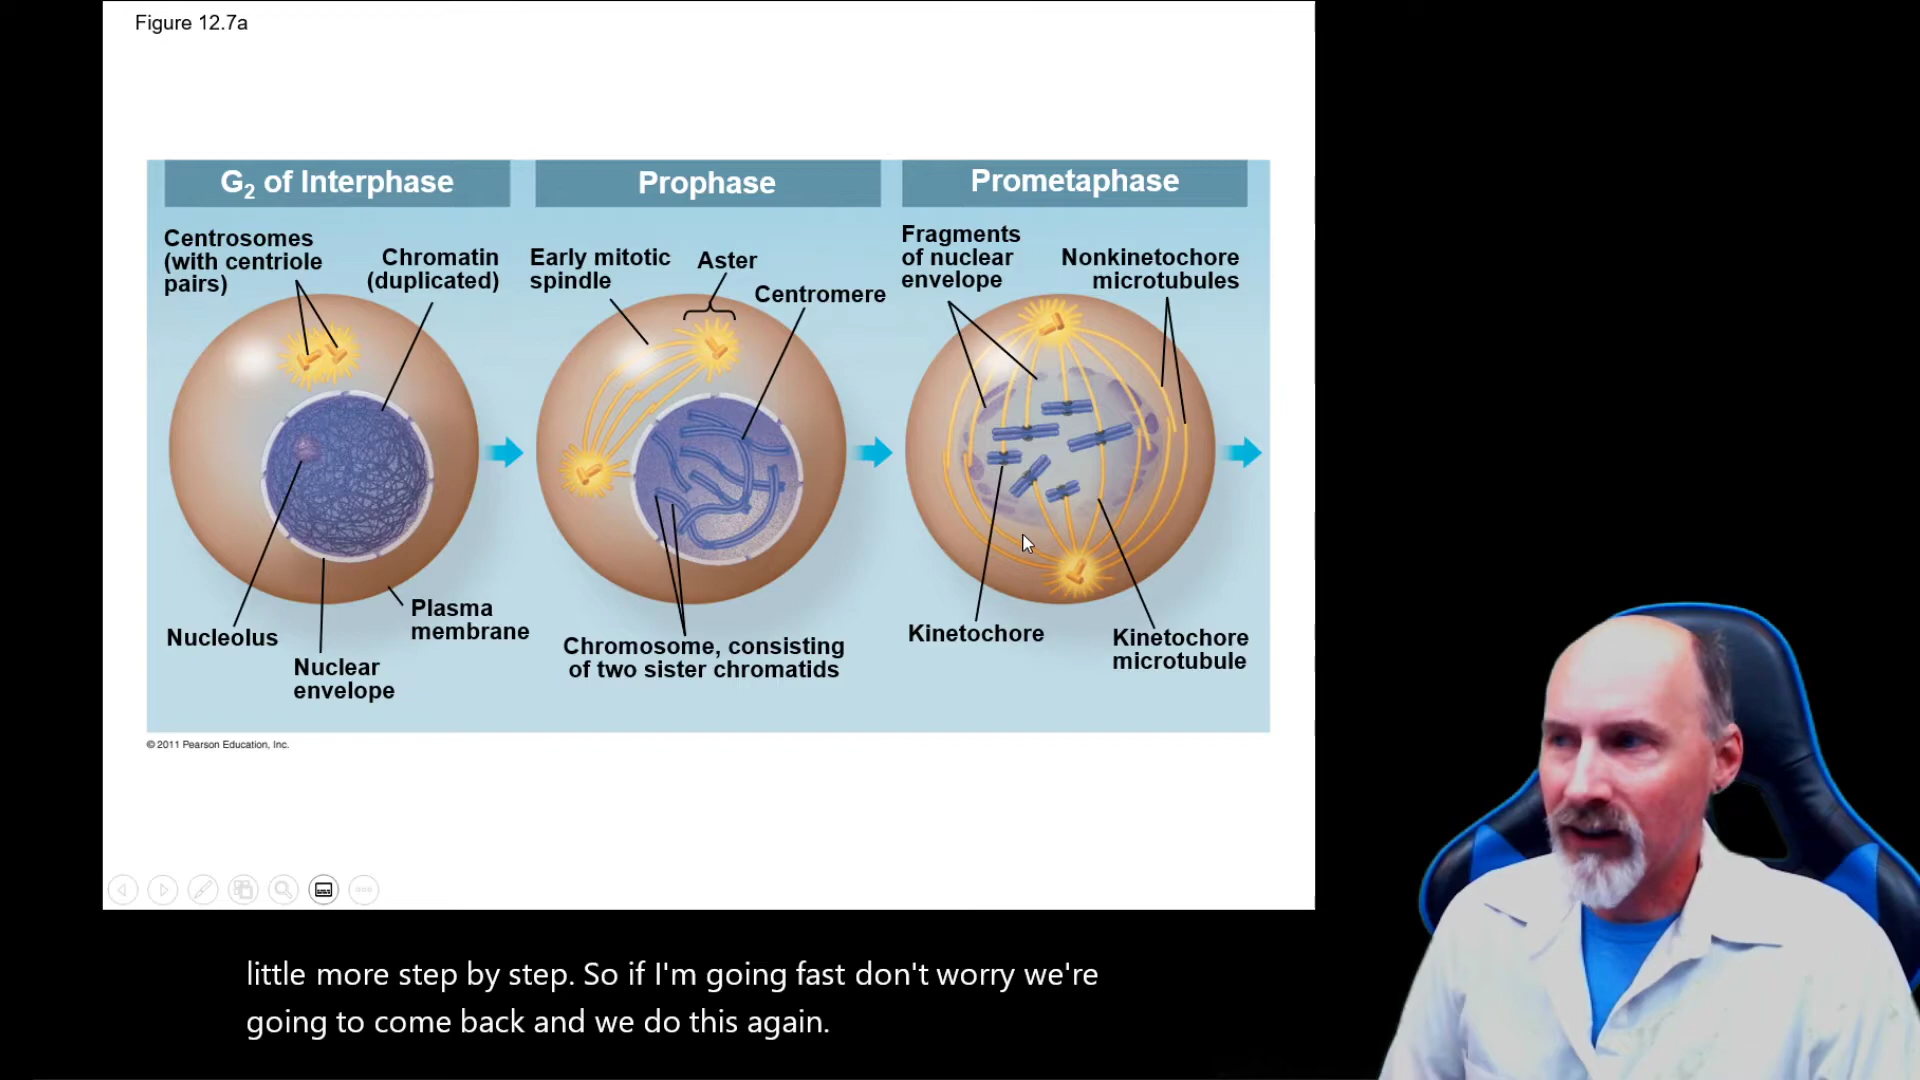 Figure 12.7a
G₂ of Interphase
Prophase
Prometaphase
Centrosomes
(with centriole
pairs)
Chromatin
(duplicated)
Nucleolus
Nuclear
envelope
Plasma
membrane
Early mitotic
spindle
Aster
Centromere
Chromosome, consisting
of two sister chromatids
Fragments
of nuclear
envelope
Nonkinetochore
microtubules
Kinetochore
Kinetochore
microtubule
© 2011 Pearson Education, Inc.
little more step by step. So if I'm going fast don't worry we're
going to come back and we do this again.